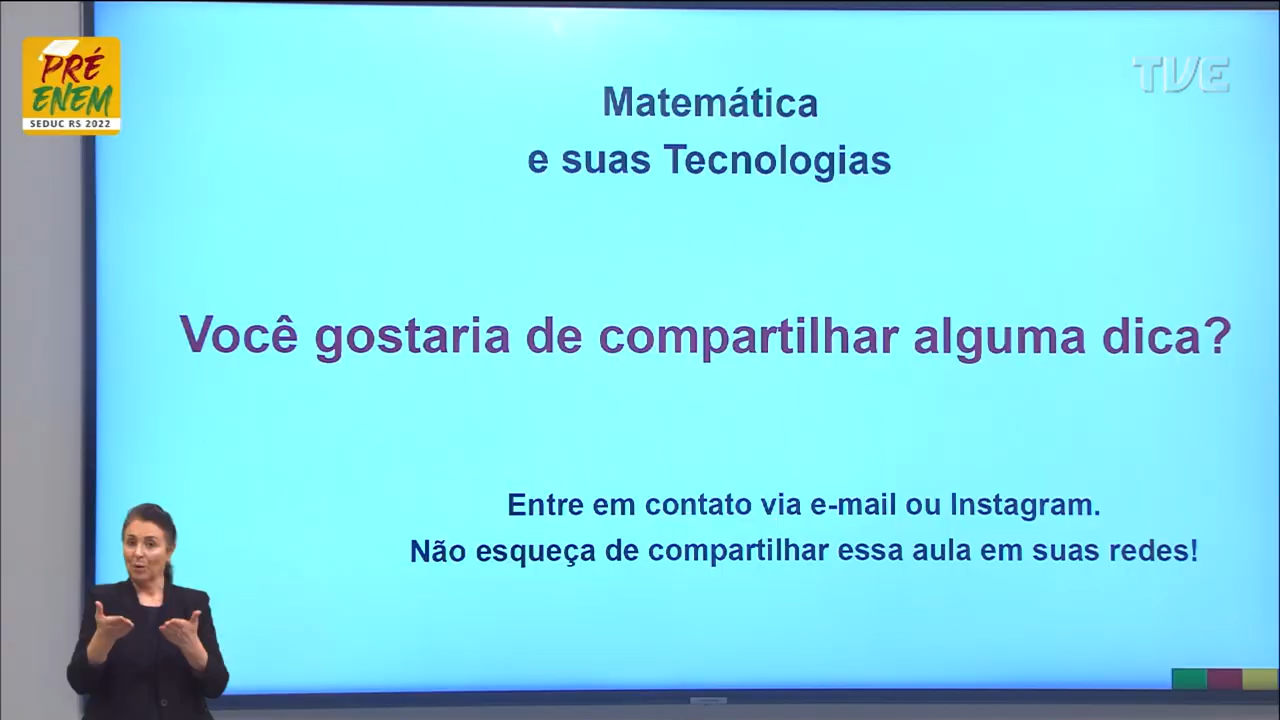 PRÉ
ENEM
SEDUC RS 2022
TVE
Matemática
e suas Tecnologias
Você gostaria de compartilhar alguma dica?
Entre em contato via e-mail ou Instagram.
Não esqueça de compartilhar essa aula em suas redes!